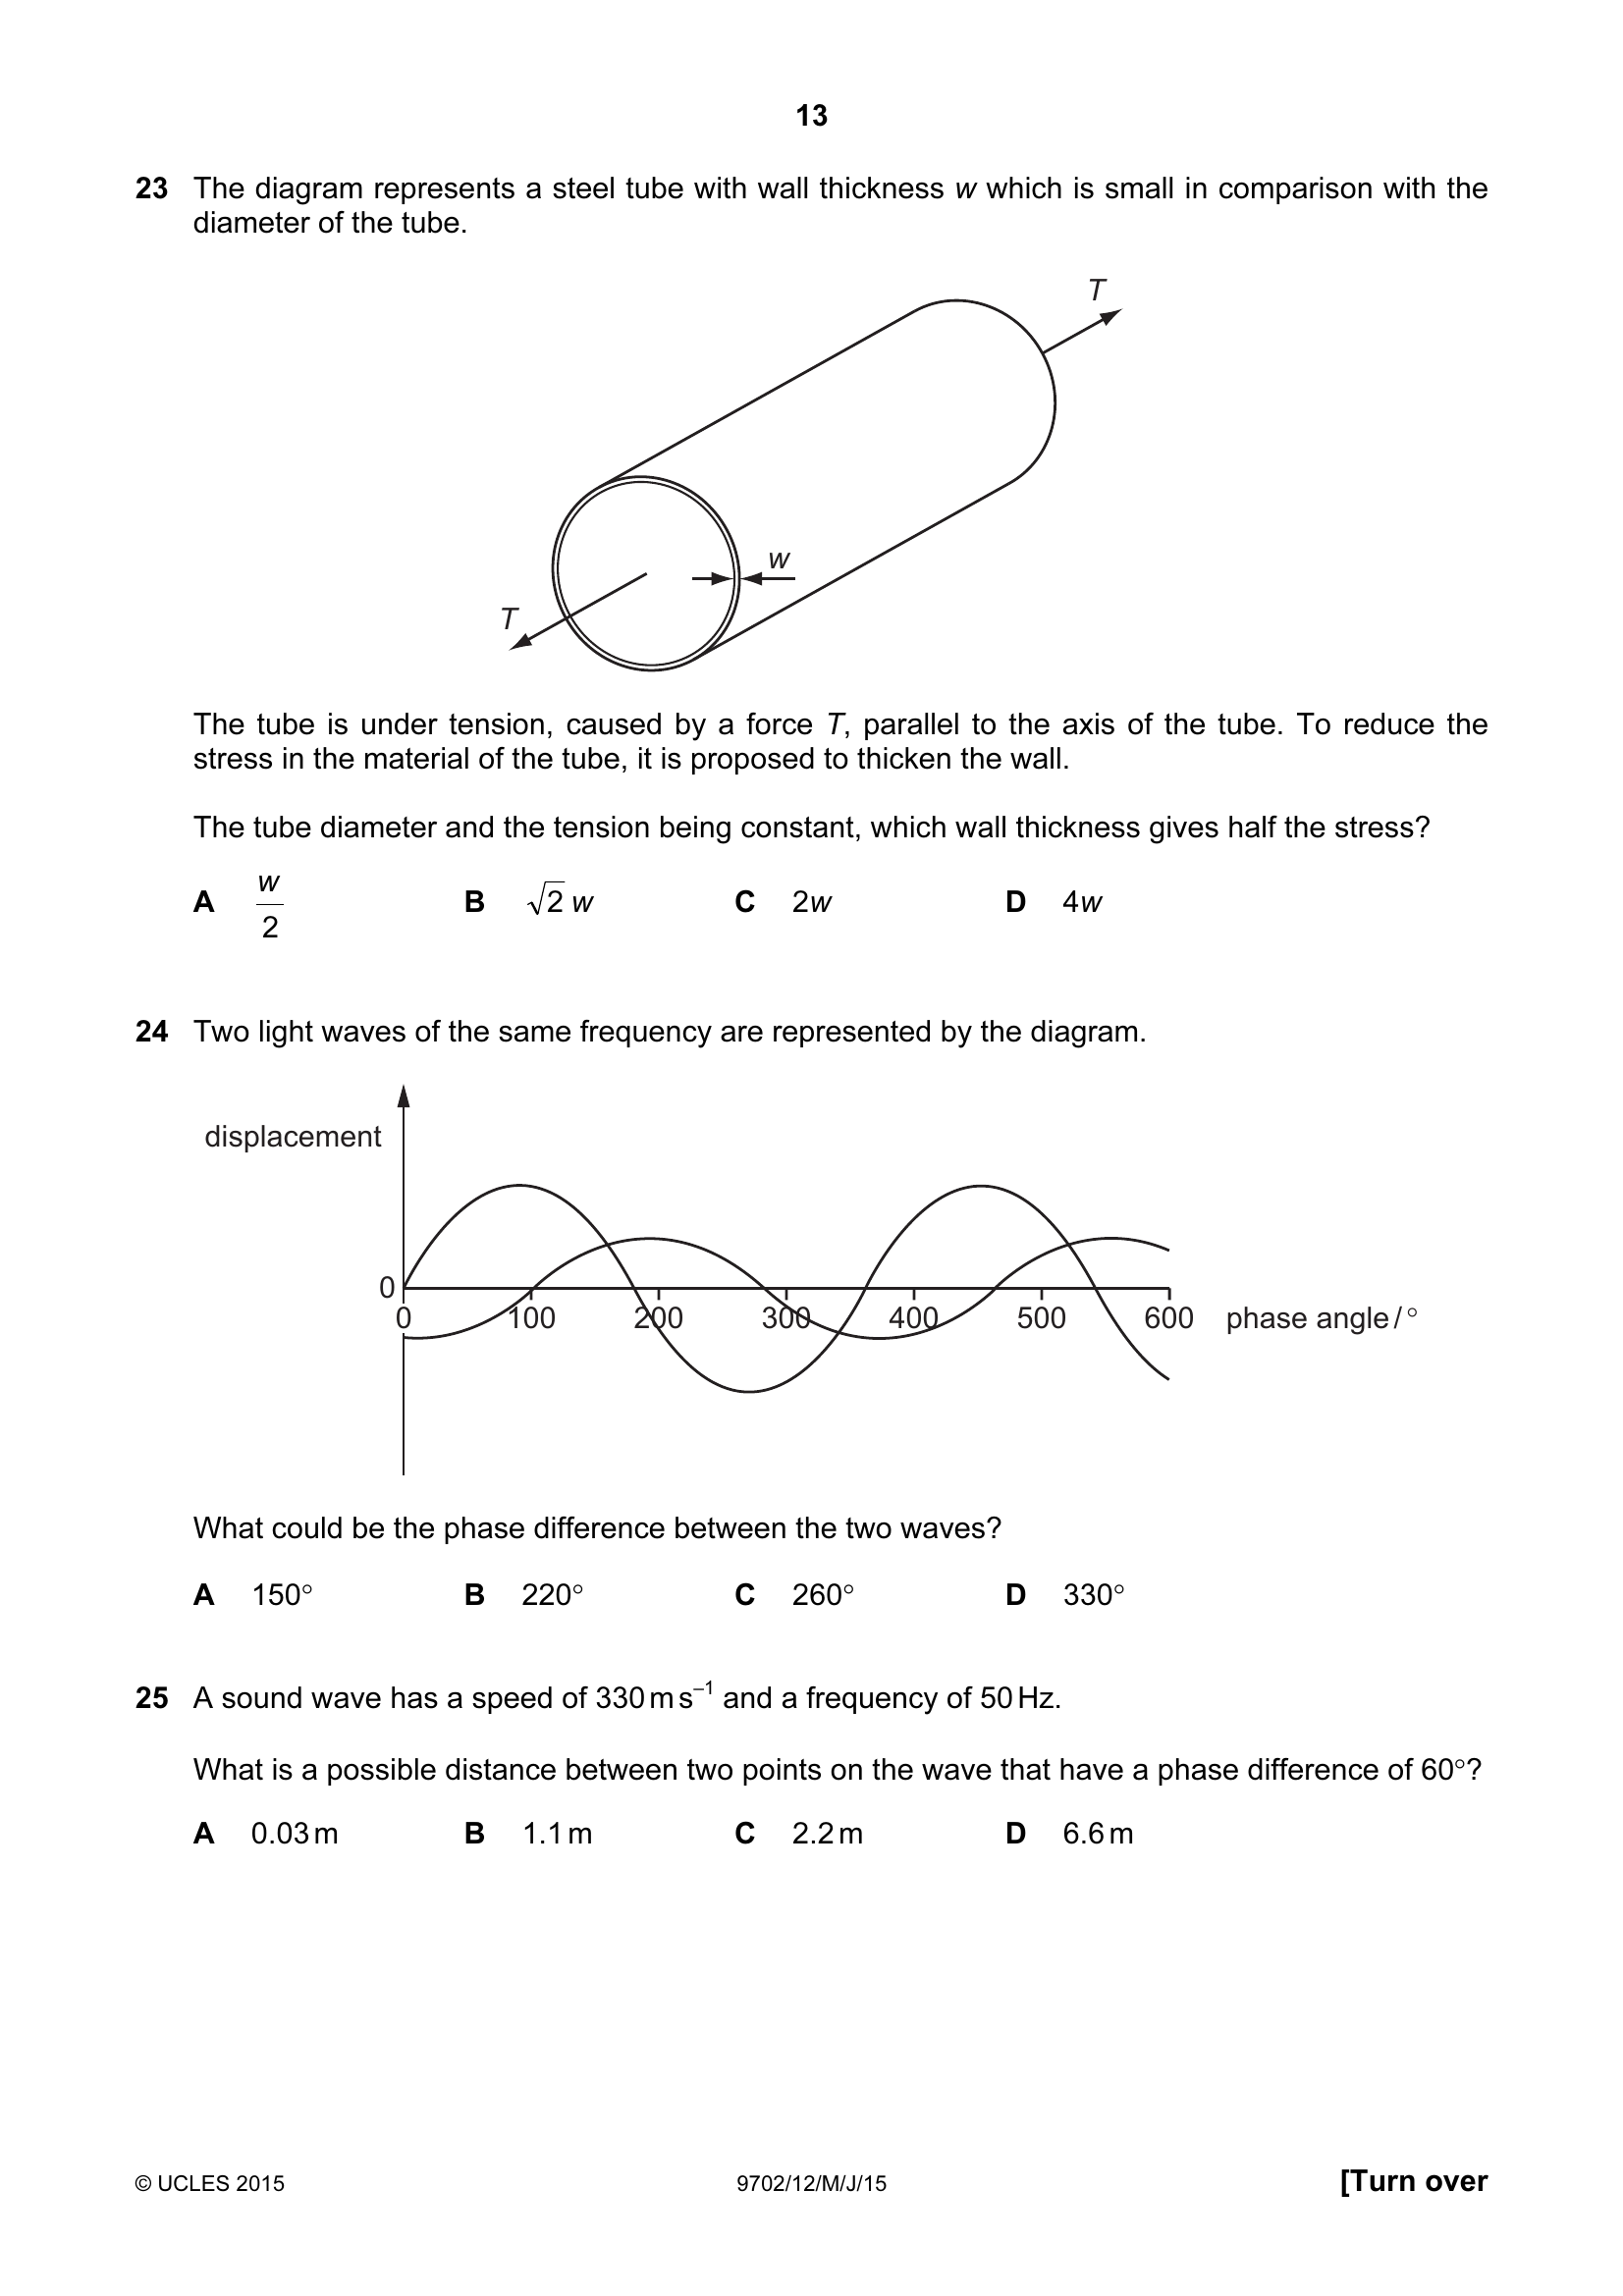 13
23 The diagram represents a steel tube with wall thickness w which is small in comparison with the
diameter of the tube.
T
w
T
The tube is under tension, caused by a force T, parallel to the axis of the tube. To reduce the
stress in the material of the tube, it is proposed to thicken the wall.
The tube diameter and the tension being constant, which wall thickness gives half the stress?
A w/2 B √2 w C 2w D 4w
24 Two light waves of the same frequency are represented by the diagram.
displacement
0
0 100 200 300 400 500 600 phase angle / °
What could be the phase difference between the two waves?
A 150° B 220° C 260° D 330°
25 A sound wave has a speed of 330 m s⁻¹ and a frequency of 50 Hz.
What is a possible distance between two points on the wave that have a phase difference of 60°?
A 0.03 m B 1.1 m C 2.2 m D 6.6 m
© UCLES 2015 9702/12/M/J/15 [Turn over